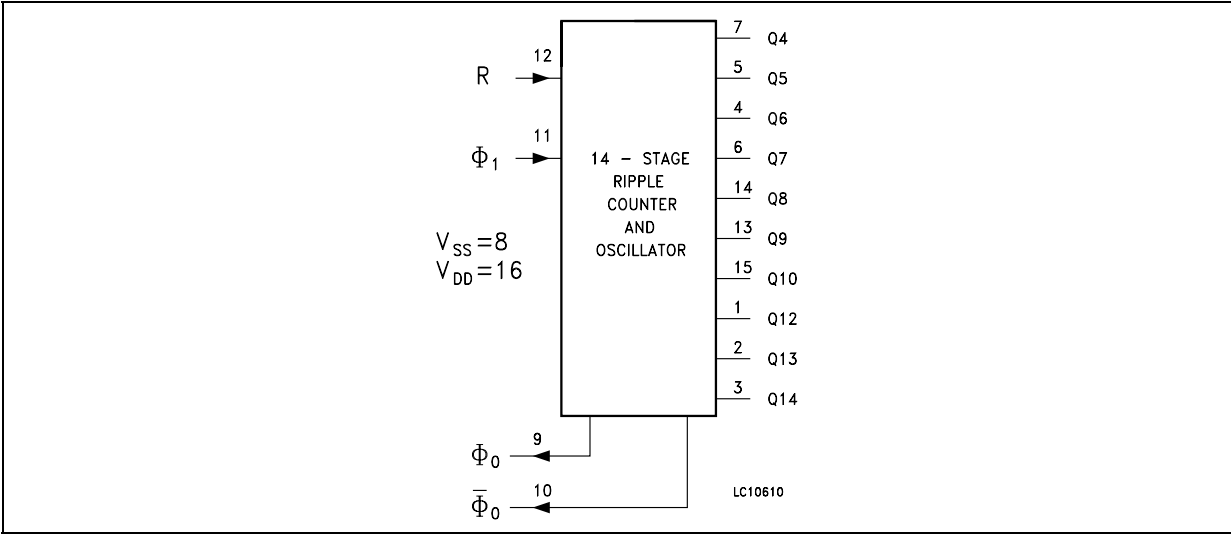 7 Q4
12
R
5 Q5
4 Q6
11
Φ1
6 Q7
14 – STAGE
RIPPLE
COUNTER
AND
OSCILLATOR
14 Q8
13 Q9
VSS=8
VDD=16
15 Q10
1 Q12
2 Q13
3 Q14
9
Φ0
10
Φ̅0
LC10610